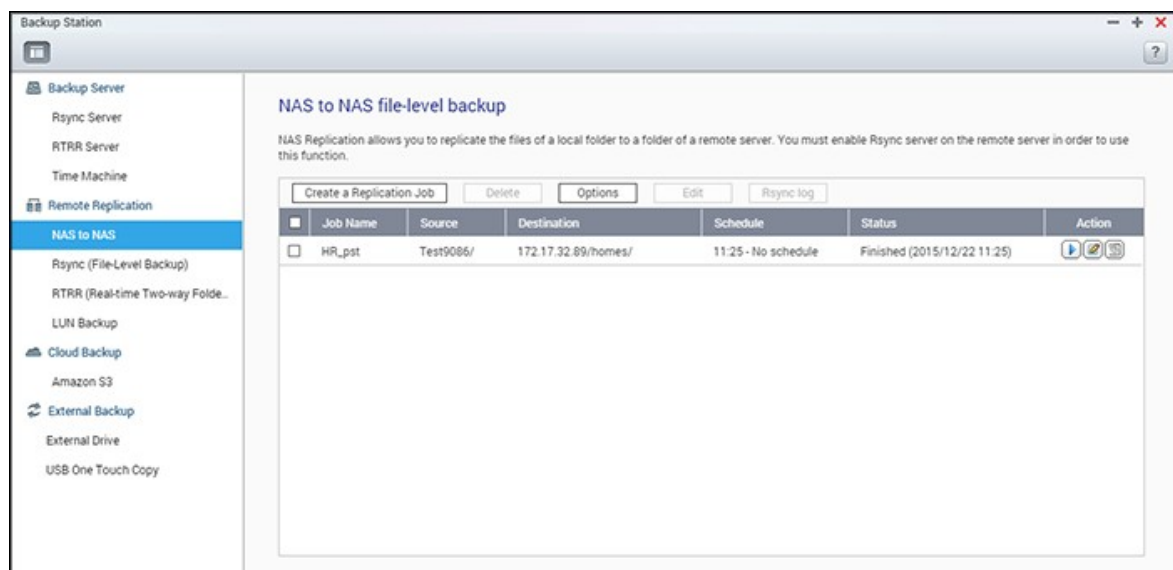 Backup Station
?
Backup Server
Rsync Server
RTRR Server
Time Machine
Remote Replication
NAS to NAS
Rsync (File-Level Backup)
RTRR (Real-time Two-way Folde..
LUN Backup
Cloud Backup
Amazon S3
External Backup
External Drive
USB One Touch Copy
NAS to NAS file-level backup
NAS Replication allows you to replicate the files of a local folder to a folder of a remote server. You must enable Rsync server on the remote server in order to use
this function.
Create a Replication Job Delete Options Edit Rsync log
Job Name Source Destination Schedule Status Action
HR_pst Test9086/ 172.17.32.89/homes/ 11:25 - No schedule Finished (2015/12/22 11:25)